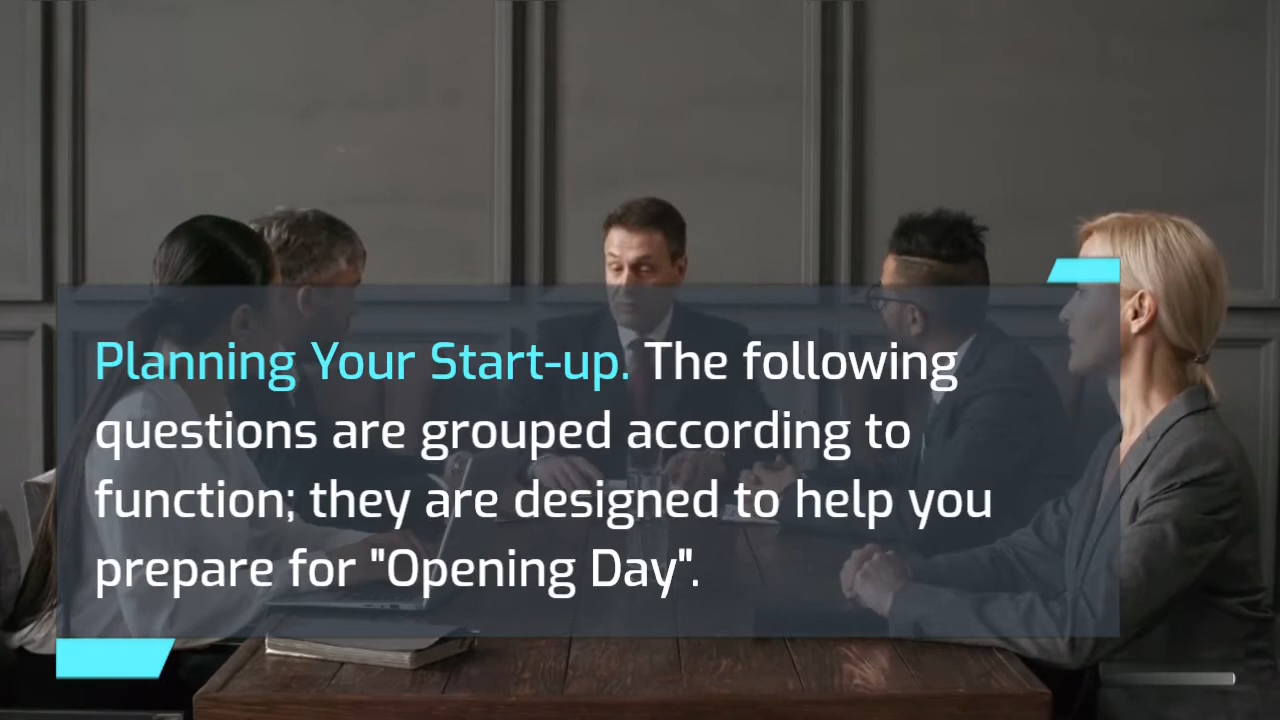 Planning Your Start-up. The following
questions are grouped according to
function; they are designed to help you
prepare for "Opening Day".